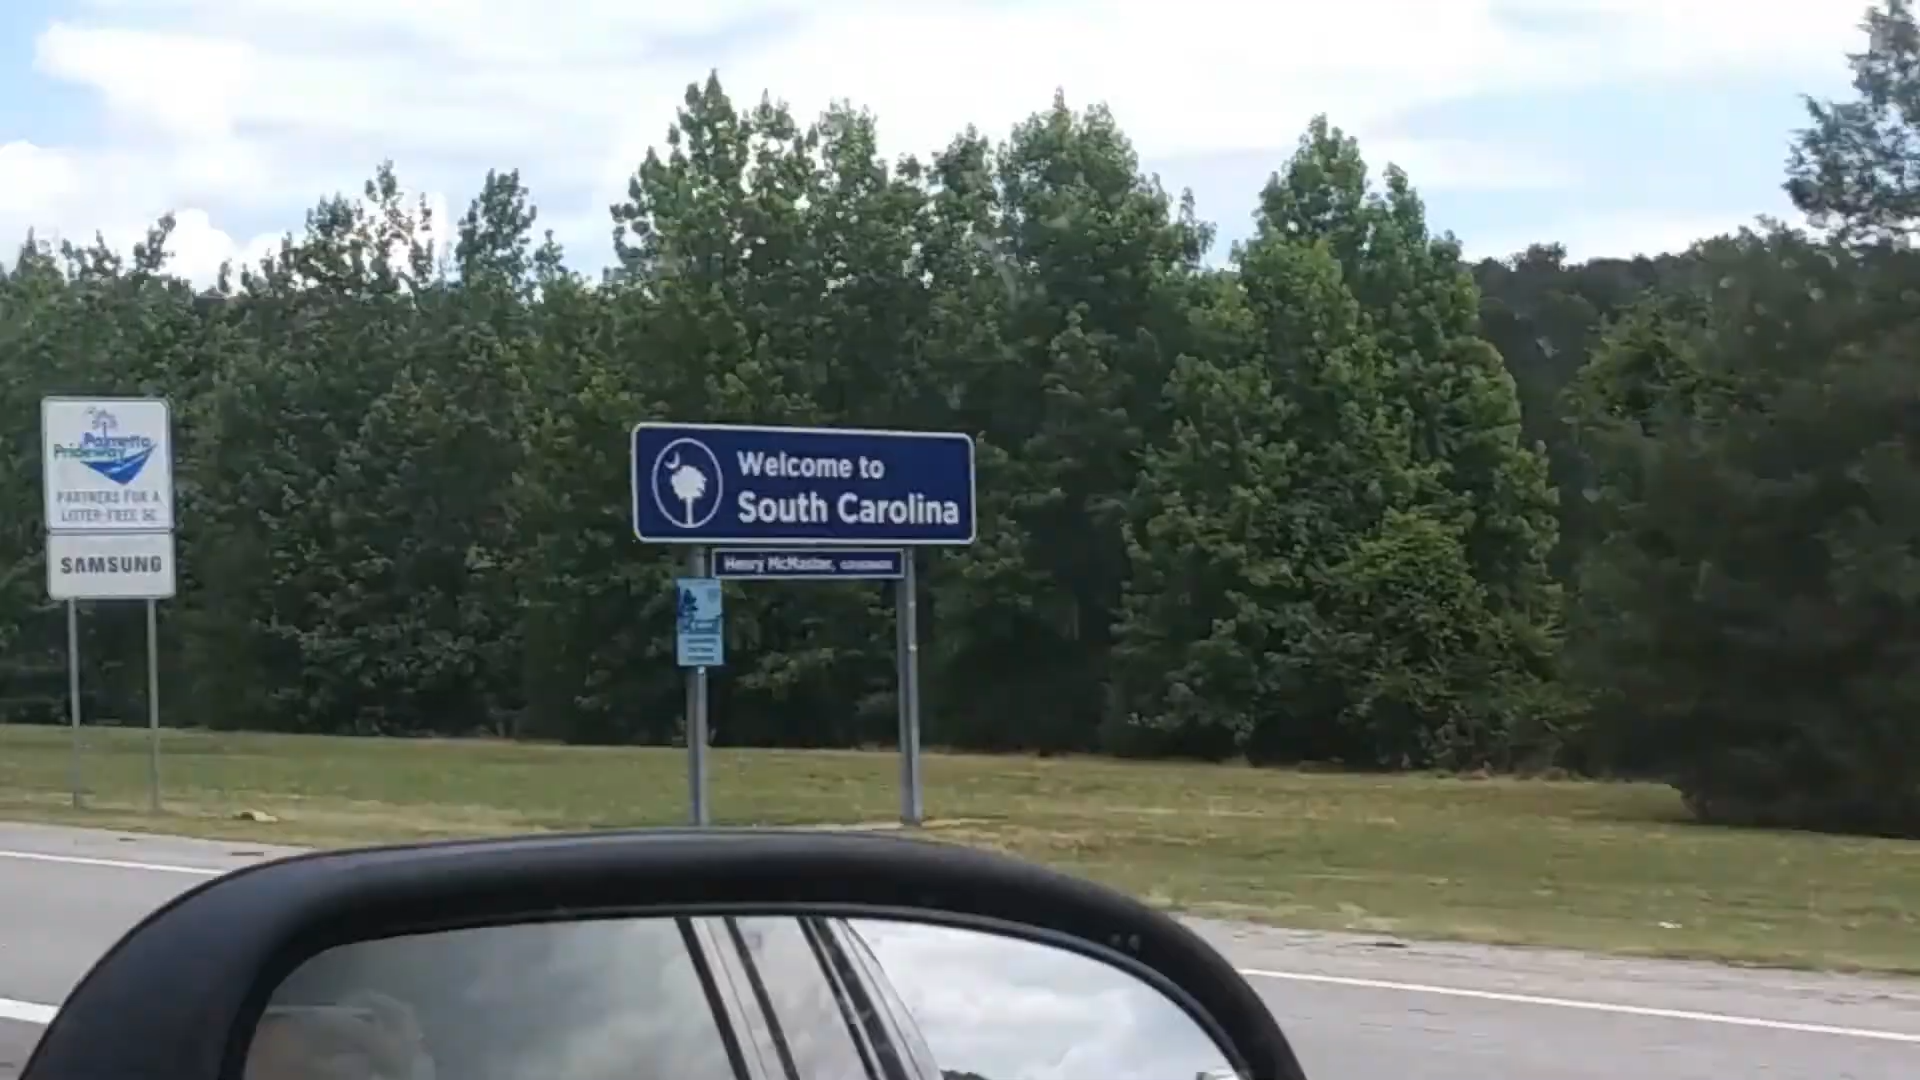 Palmetto
Prideway
PARTNERS FOR A
LITTER-FREE SC
SAMSUNG
Welcome to
South Carolina
Henry McMaster, GOVERNOR